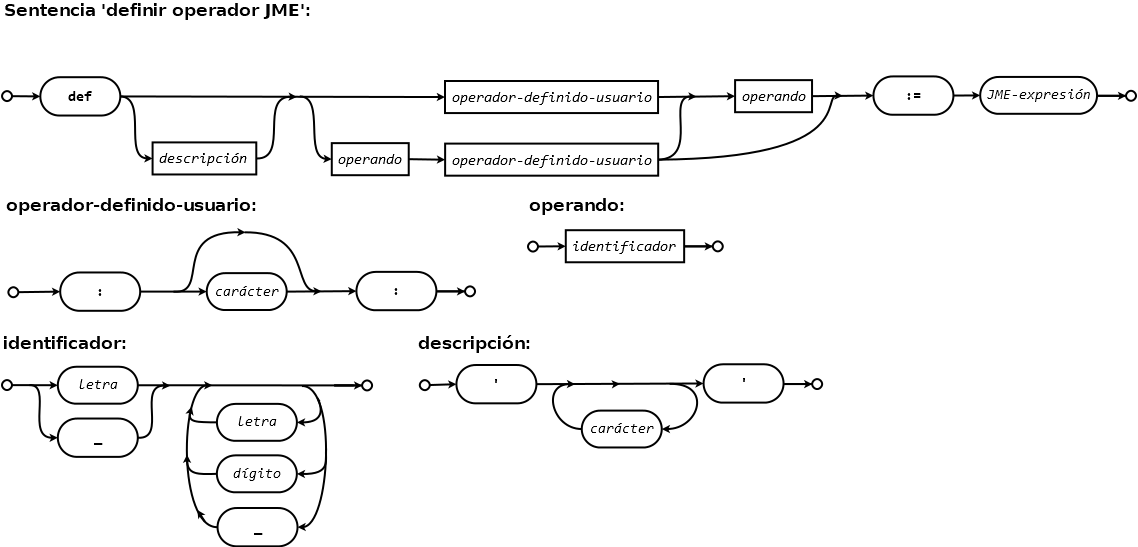 Sentencia 'definir operador JME':
def
operador-definido-usuario
operando
:=
JME-expresión
descripción
operando
operador-definido-usuario
operador-definido-usuario:
operando:
identificador
:
carácter
:
identificador:
descripción:
letra
_
letra
dígito
_
'
carácter
'